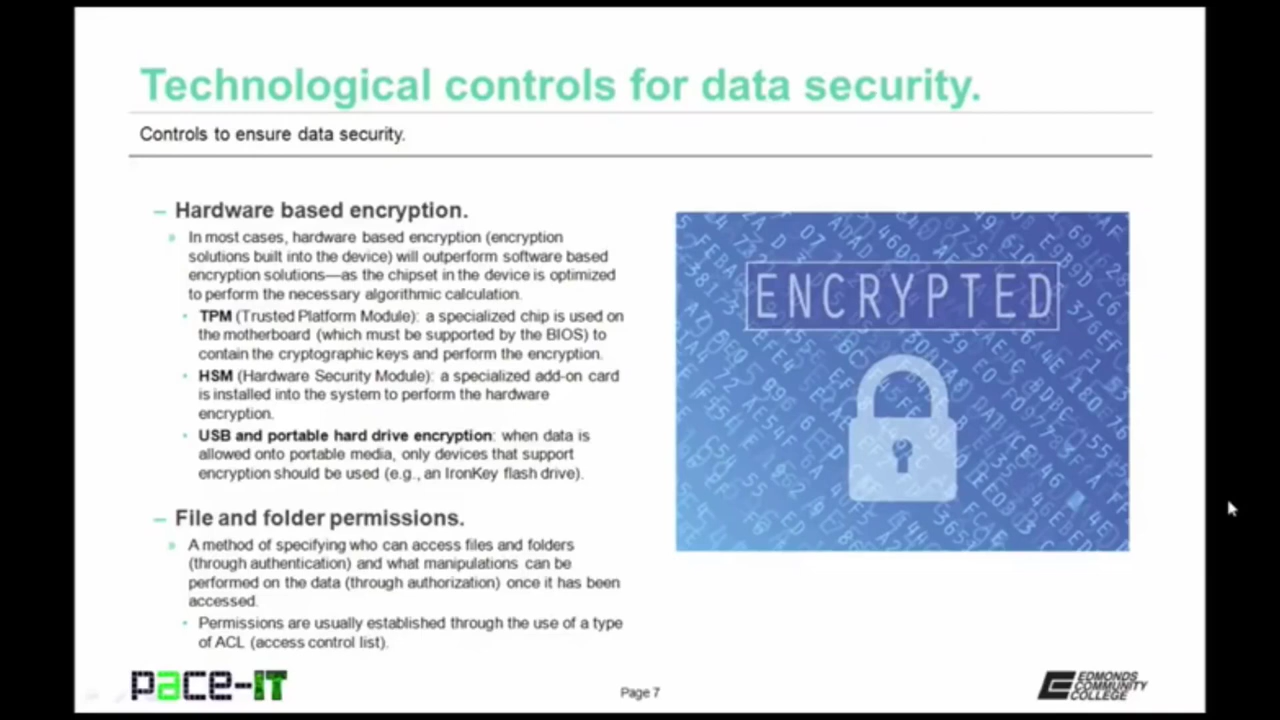 Technological controls for data security.
Controls to ensure data security.
– Hardware based encryption.
» In most cases, hardware based encryption (encryption
solutions built into the device) will outperform software based
encryption solutions—as the chipset in the device is optimized
to perform the necessary algorithmic calculation.
• TPM (Trusted Platform Module): a specialized chip is used on
the motherboard (which must be supported by the BIOS) to
contain the cryptographic keys and perform the encryption.
• HSM (Hardware Security Module): a specialized add-on card
is installed into the system to perform the hardware
encryption.
• USB and portable hard drive encryption: when data is
allowed onto portable media, only devices that support
encryption should be used (e.g., an IronKey flash drive).
– File and folder permissions.
» A method of specifying who can access files and folders
(through authentication) and what manipulations can be
performed on the data (through authorization) once it has been
accessed.
• Permissions are usually established through the use of a type
of ACL (access control list).
ENCRYPTED
pace-IT
Page 7
EDMONDS
COMMUNITY
COLLEGE